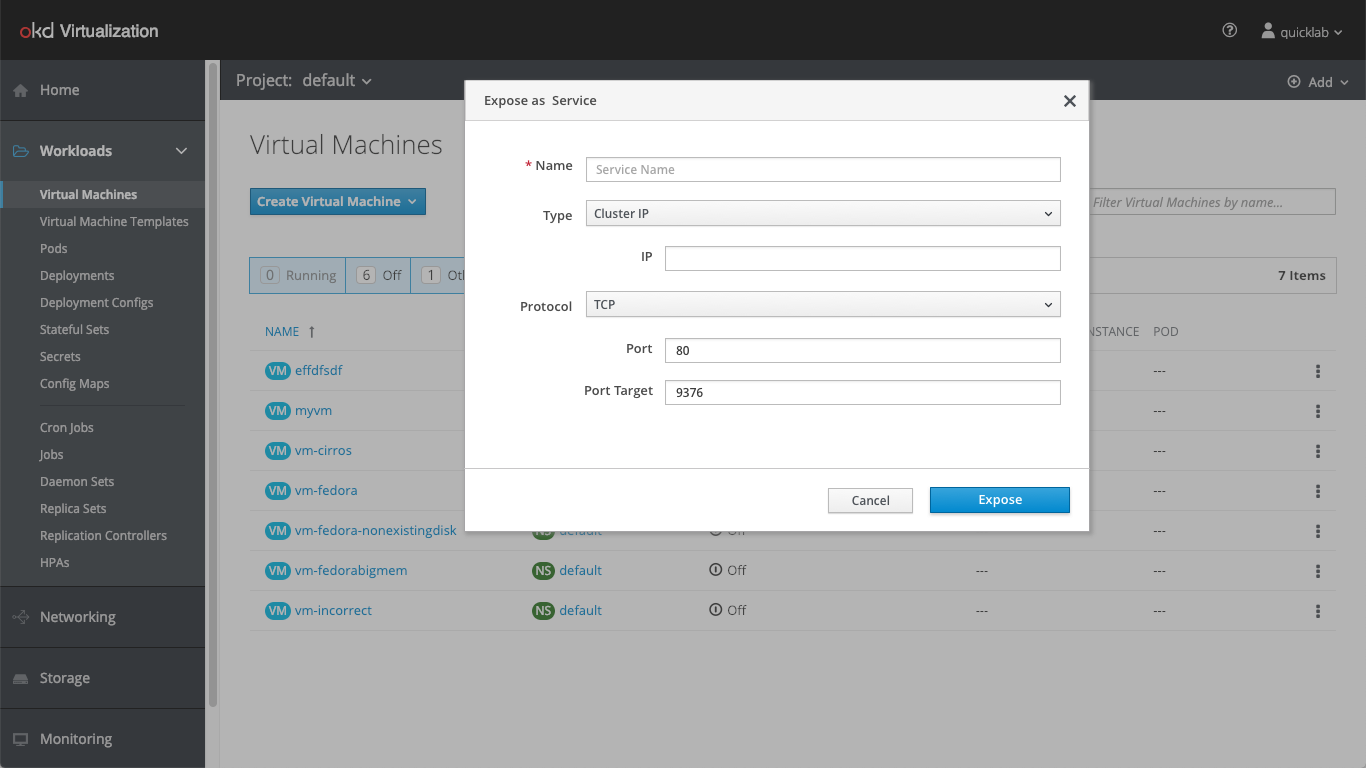 okd Virtualization
quicklab
Home
Workloads
Virtual Machines
Virtual Machine Templates
Pods
Deployments
Deployment Configs
Stateful Sets
Secrets
Config Maps
Cron Jobs
Jobs
Daemon Sets
Replica Sets
Replication Controllers
HPAs
Networking
Storage
Monitoring
Project: default
Add
Virtual Machines
Create Virtual Machine
Filter Virtual Machines by name...
0 Running 6 Off 1
7 Items
NAME POD
VM effdfsdf ---
VM myvm ---
VM vm-cirros ---
VM vm-fedora ---
VM vm-fedora-nonexistingdisk NS default Off ---
VM vm-fedorabigmem NS default Off --- ---
VM vm-incorrect NS default Off --- ---
Expose as Service
* Name Service Name
Type Cluster IP
IP
Protocol TCP
Port 80
Port Target 9376
Cancel Expose